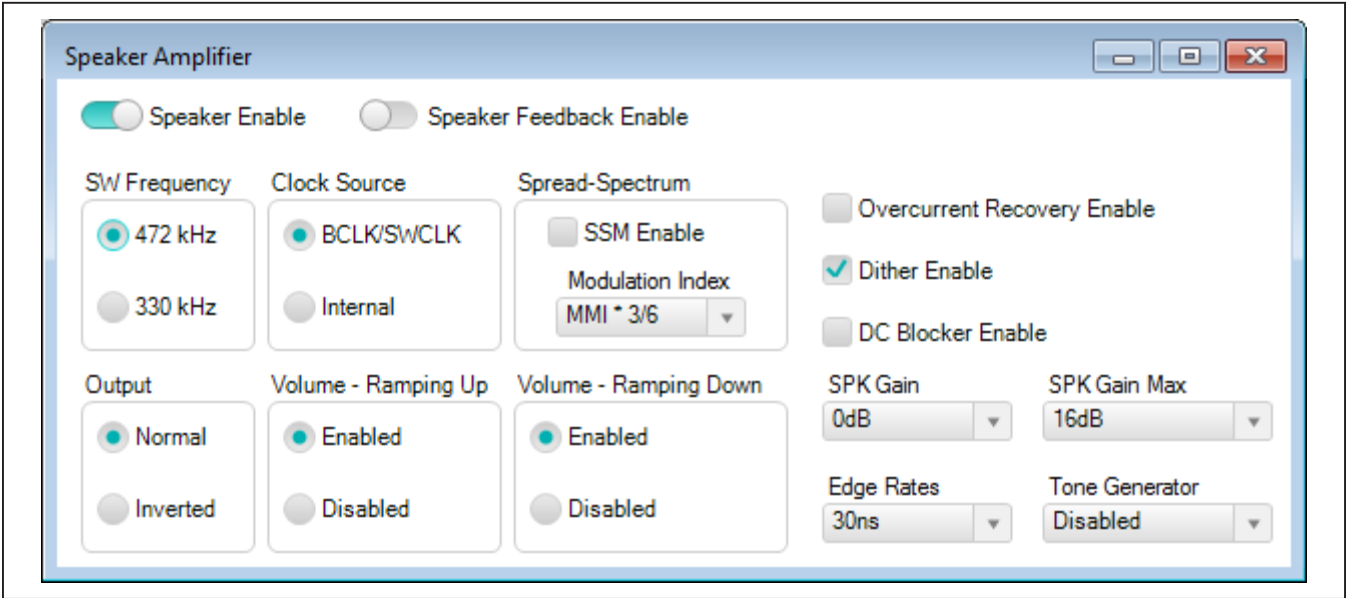 Speaker Amplifier
Speaker Enable
Speaker Feedback Enable
SW Frequency
472 kHz
330 kHz
Clock Source
BCLK/SWCLK
Internal
Spread-Spectrum
SSM Enable
Modulation Index
MMI * 3/6
Overcurrent Recovery Enable
Dither Enable
DC Blocker Enable
Output
Normal
Inverted
Volume - Ramping Up
Enabled
Disabled
Volume - Ramping Down
Enabled
Disabled
SPK Gain
0dB
SPK Gain Max
16dB
Edge Rates
30ns
Tone Generator
Disabled